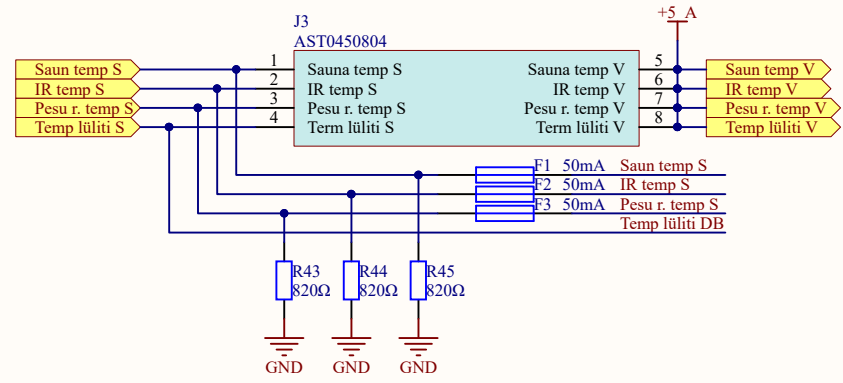 +5_A
J3
AST0450804
Saun temp S 1 Sauna temp S Sauna temp V 5 Saun temp V
IR temp S 2 IR temp S IR temp V 6 IR temp V
Pesu r. temp S 3 Pesu r. temp S Pesu r. temp V 7 Pesu r. temp V
Temp lüliti S 4 Term lüliti S Term lüliti V 8 Temp lüliti V
F1 50mA Saun temp S
F2 50mA IR temp S
F3 50mA Pesu r. temp S
Temp lüliti DB
R43 R44 R45
820Ω 820Ω 820Ω
GND GND GND